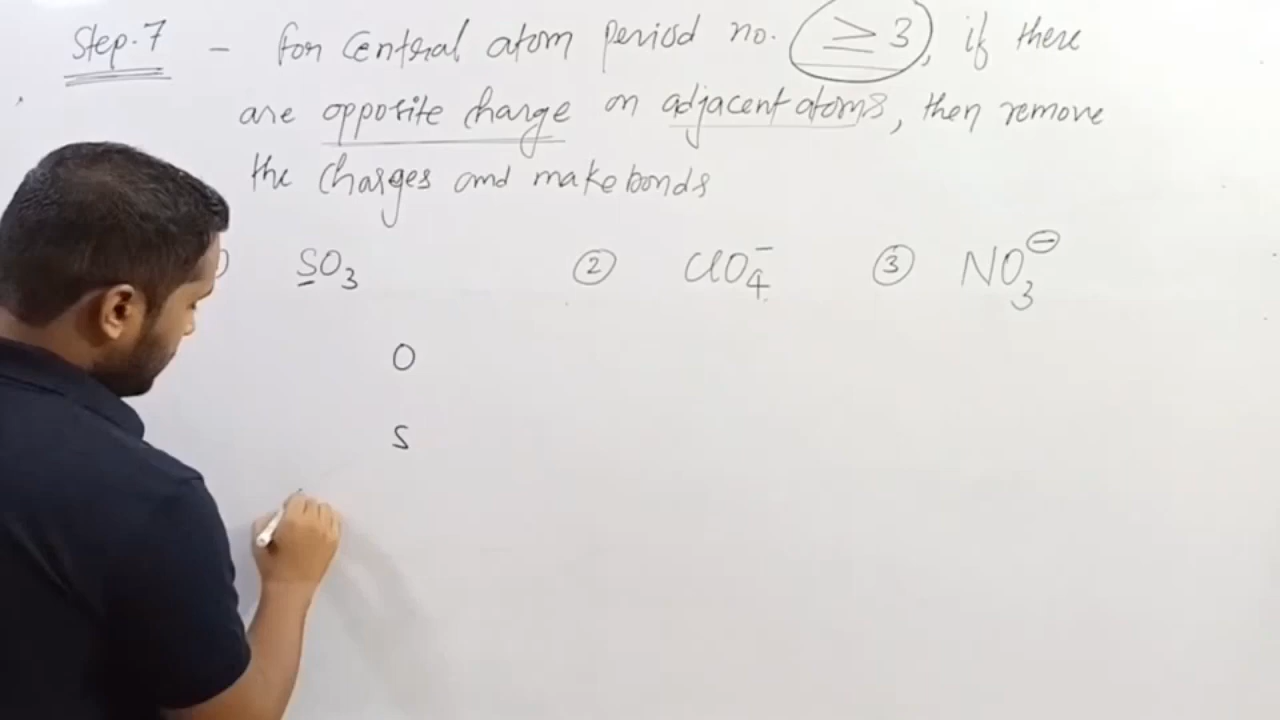 Step.7 - for Central atom period no. ≥ 3, if there
are opposite charge on adjacent atoms, then remove
the Charges and make bonds
SO₃ ② ClO₄⁻ ③ NO₃⊖
O
S